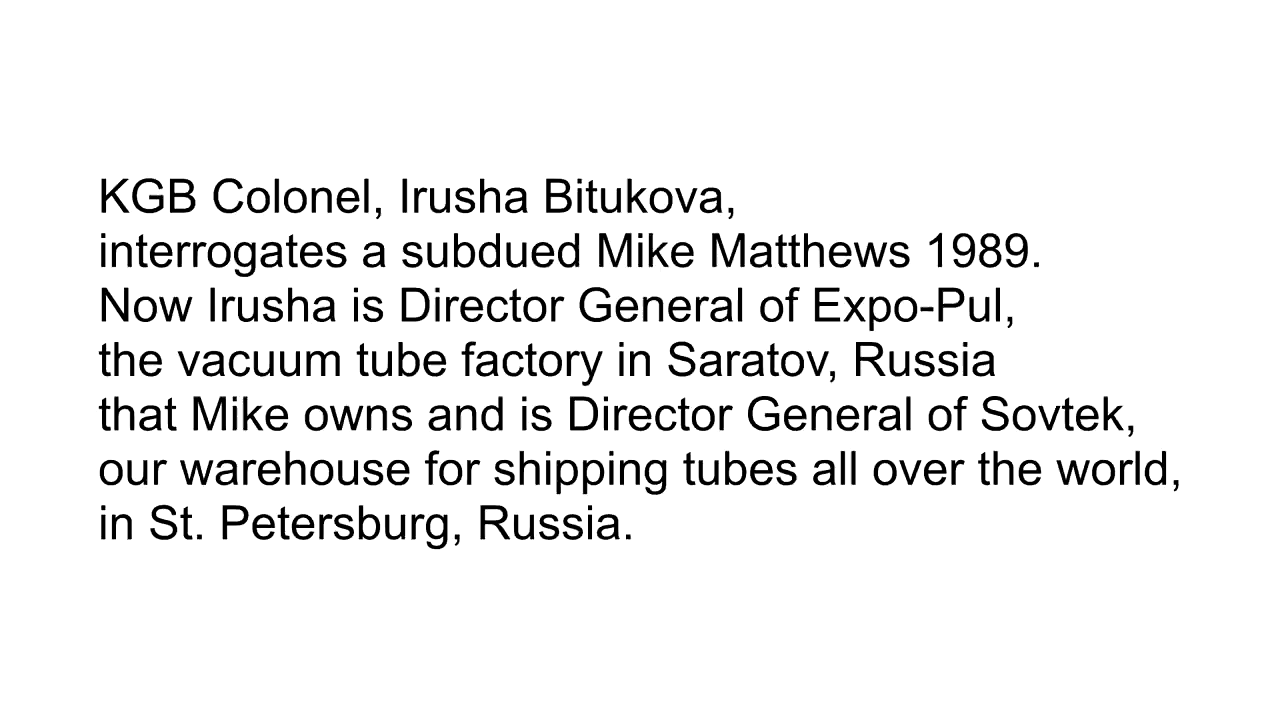 KGB Colonel, Irusha Bitukova,
interrogates a subdued Mike Matthews 1989.
Now Irusha is Director General of Expo-Pul,
the vacuum tube factory in Saratov, Russia
that Mike owns and is Director General of Sovtek,
our warehouse for shipping tubes all over the world,
in St. Petersburg, Russia.